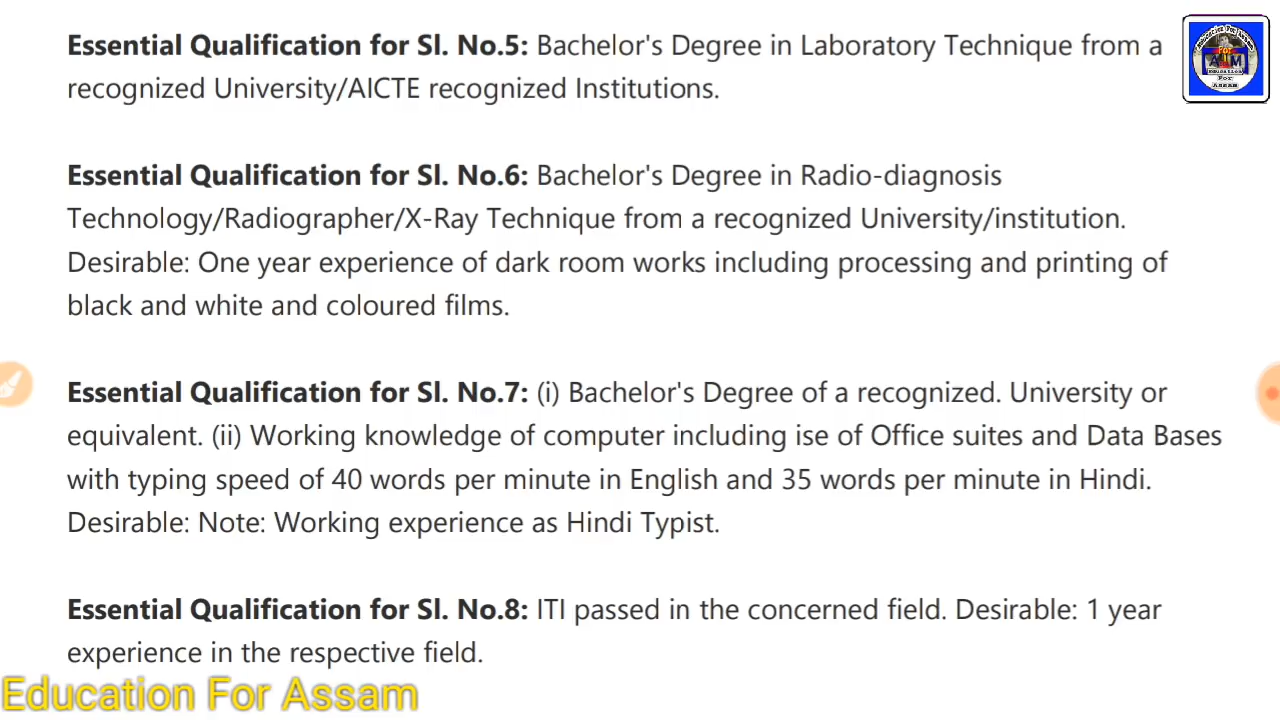 Essential Qualification for Sl. No.5: Bachelor's Degree in Laboratory Technique from a
recognized University/AICTE recognized Institutions.
Essential Qualification for Sl. No.6: Bachelor's Degree in Radio-diagnosis
Technology/Radiographer/X-Ray Technique from a recognized University/institution.
Desirable: One year experience of dark room works including processing and printing of
black and white and coloured films.
Essential Qualification for Sl. No.7: (i) Bachelor's Degree of a recognized. University or
equivalent. (ii) Working knowledge of computer including ise of Office suites and Data Bases
with typing speed of 40 words per minute in English and 35 words per minute in Hindi.
Desirable: Note: Working experience as Hindi Typist.
Essential Qualification for Sl. No.8: ITI passed in the concerned field. Desirable: 1 year
experience in the respective field.
Education For Assam
For
For
ASSAM